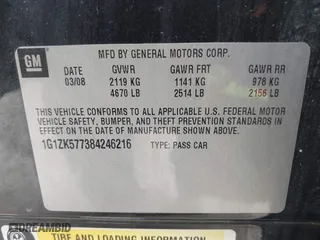 GM
MFD BY GENERAL MOTORS CORP.
03/08 GVWR GAWR FRT GAWR RR
2119 KG 1141 KG 978 KG
4670 LB 2514 LB 2156 LB
THIS VEHICLE CONFORMS TO ALL APPLICABLE U.S. FEDERAL MOTOR
VEHICLE SAFETY, BUMPER, AND THEFT PREVENTION STANDARDS IN
EFFECT ON THE DATE OF MANUFACTURE SHOWN ABOVE.
1G1ZK577384246216 TYPE: PASS CAR
TIRE AND LOADING INFORMATION
DREAMBID